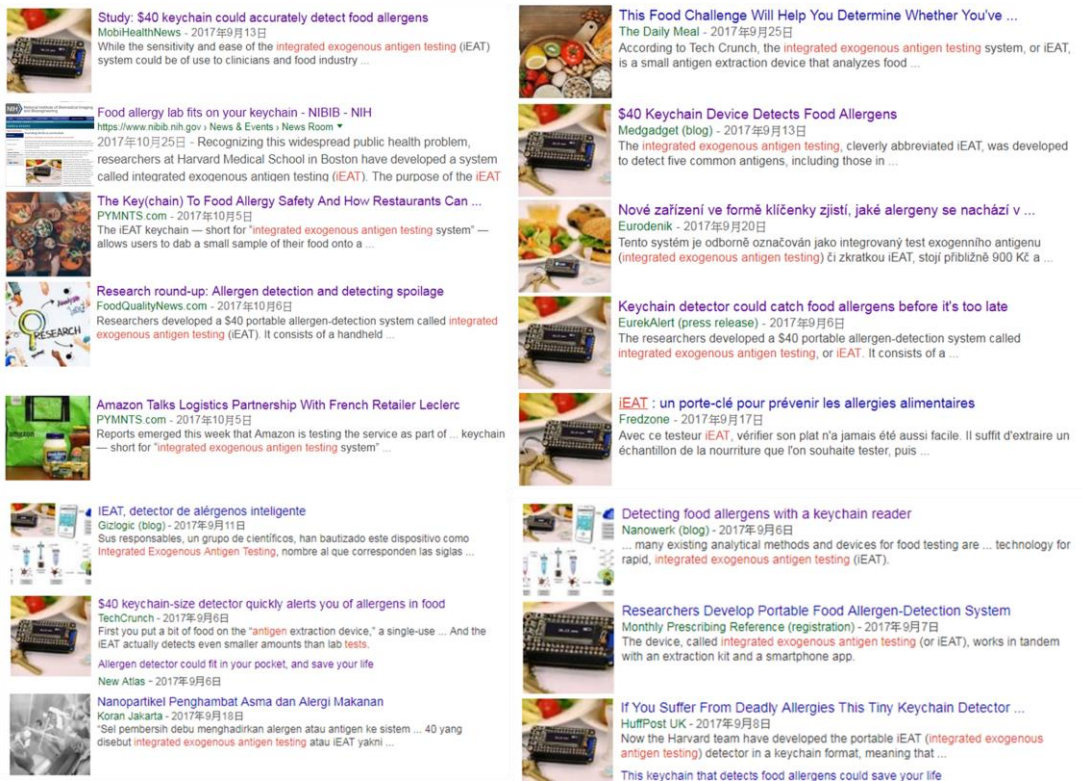 Study: $40 keychain could accurately detect food allergens
MobiHealthNews - 2017年9月13日
While the sensitivity and ease of the integrated exogenous antigen testing (iEAT)
system could be of use to clinicians and food industry ...
Food allergy lab fits on your keychain - NIBIB - NIH
https://www.nibib.nih.gov › News & Events › News Room
2017年10月25日 - Recognizing this widespread public health problem,
researchers at Harvard Medical School in Boston have developed a system
called integrated exogenous antigen testing (iEAT). The purpose of the iEAT
The Key(chain) To Food Allergy Safety And How Restaurants Can ...
PYMNTS.com - 2017年10月5日
The iEAT keychain — short for "integrated exogenous antigen testing system" —
allows users to dab a small sample of their food onto a ...
RESEARCH
Research round-up: Allergen detection and detecting spoilage
FoodQualityNews.com - 2017年10月6日
Researchers developed a $40 portable allergen-detection system called integrated
exogenous antigen testing (iEAT). It consists of a handheld ...
Amazon Talks Logistics Partnership With French Retailer Leclerc
PYMNTS.com - 2017年10月5日
Reports emerged this week that Amazon is testing the service as part of ... keychain
— short for "integrated exogenous antigen testing system" ...
IEAT, detector de alérgenos inteligente
Gizlogic (blog) - 2017年9月11日
Sus responsables, un grupo de científicos, han bautizado este dispositivo como
Integrated Exogenous Antigen Testing, nombre al que corresponden las siglas ...
$40 keychain-size detector quickly alerts you of allergens in food
TechCrunch - 2017年9月6日
First you put a bit of food on the "antigen extraction device," a single-use ... And the
iEAT actually detects even smaller amounts than lab tests.
Allergen detector could fit in your pocket, and save your life
New Atlas - 2017年9月6日
Nanopartikel Penghambat Asma dan Alergi Makanan
Koran Jakarta - 2017年9月18日
"Sel pembersih debu menghadirkan alergen atau antigen ke sistem ... 40 yang
disebut integrated exogenous antigen testing atau iEAT yakni ...
This Food Challenge Will Help You Determine Whether You've ...
The Daily Meal - 2017年9月25日
According to Tech Crunch, the integrated exogenous antigen testing system, or iEAT,
is a small antigen extraction device that analyzes food ...
$40 Keychain Device Detects Food Allergens
Medgadget (blog) - 2017年9月13日
The integrated exogenous antigen testing, cleverly abbreviated iEAT, was developed
to detect five common antigens, including those in ...
Nové zařízení ve formě klíčenky zjistí, jaké alergeny se nachází v ...
Eurodenik - 2017年9月20日
Tento systém je odborně označován jako integrovaný test exogenního antigenu
(integrated exogenous antigen testing) či zkratkou iEAT, stojí přibližně 900 Kč a ...
Keychain detector could catch food allergens before it's too late
EurekAlert (press release) - 2017年9月6日
The researchers developed a $40 portable allergen-detection system called
integrated exogenous antigen testing, or iEAT. It consists of a ...
iEAT : un porte-clé pour prévenir les allergies alimentaires
Fredzone - 2017年9月17日
Avec ce testeur iEAT, vérifier son plat n'a jamais été aussi facile. Il suffit d'extraire un
échantillon de la nourriture que l'on souhaite tester, puis ...
Detecting food allergens with a keychain reader
Nanowerk (blog) - 2017年9月6日
... many existing analytical methods and devices for food testing are ... technology for
rapid, integrated exogenous antigen testing (iEAT).
Researchers Develop Portable Food Allergen-Detection System
Monthly Prescribing Reference (registration) - 2017年9月7日
The device, called integrated exogenous antigen testing (or iEAT), works in tandem
with an extraction kit and a smartphone app.
If You Suffer From Deadly Allergies This Tiny Keychain Detector ...
HuffPost UK - 2017年9月8日
Now the Harvard team have developed the portable iEAT (integrated exogenous
antigen testing) detector in a keychain format, meaning that ...
This keychain that detects food allergens could save your life